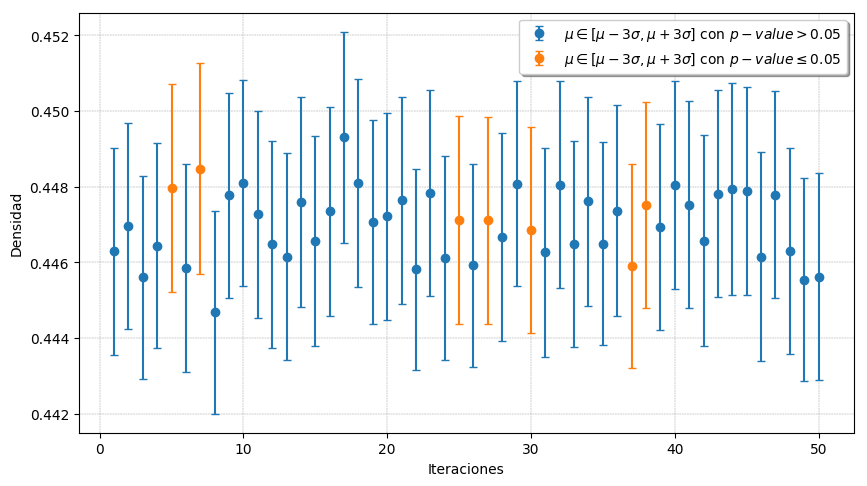 μ ∈ [μ − 3σ, μ + 3σ] con p − value > 0.05
μ ∈ [μ − 3σ, μ + 3σ] con p − value ≤ 0.05
Densidad
0.452
0.450
0.448
0.446
0.444
0.442
0 10 20 30 40 50
Iteraciones